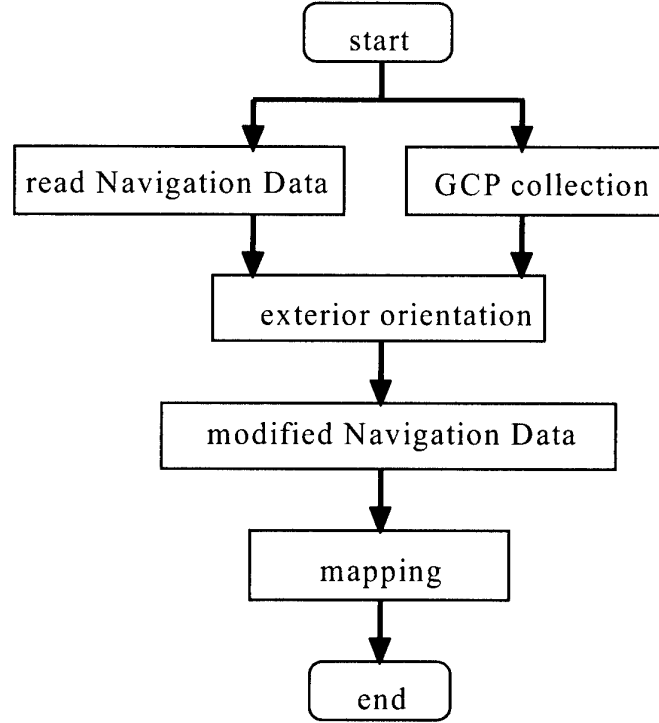 start
read Navigation Data
GCP collection
exterior orientation
modified Navigation Data
mapping
end